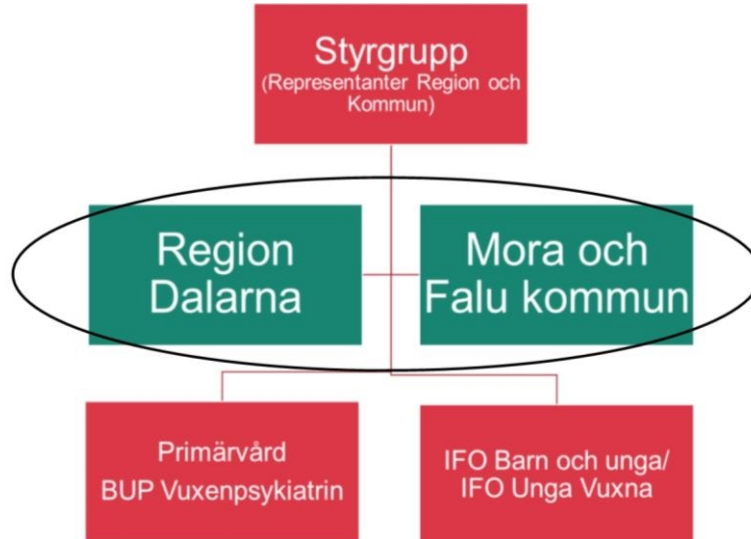 Styrgrupp
(Representanter Region och
Kommun)
Region
Dalarna
Mora och
Falu kommun
Primärvård
BUP Vuxenpsykiatrin
IFO Barn och unga/
IFO Unga Vuxna